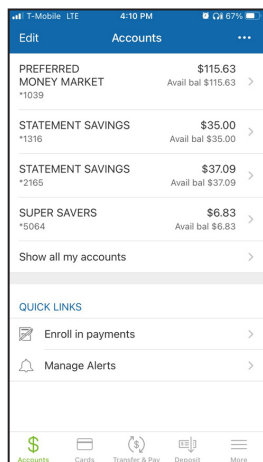 T-Mobile LTE 4:10 PM 67%
Edit Accounts ...
PREFERRED $115.63
MONEY MARKET Avail bal $115.63
*1039
STATEMENT SAVINGS $35.00
*1316 Avail bal $35.00
STATEMENT SAVINGS $37.09
*2165 Avail bal $37.09
SUPER SAVERS $6.83
*5064 Avail bal $6.83
Show all my accounts
QUICK LINKS
Enroll in payments
Manage Alerts
Accounts Cards Transfer & Pay Deposit More